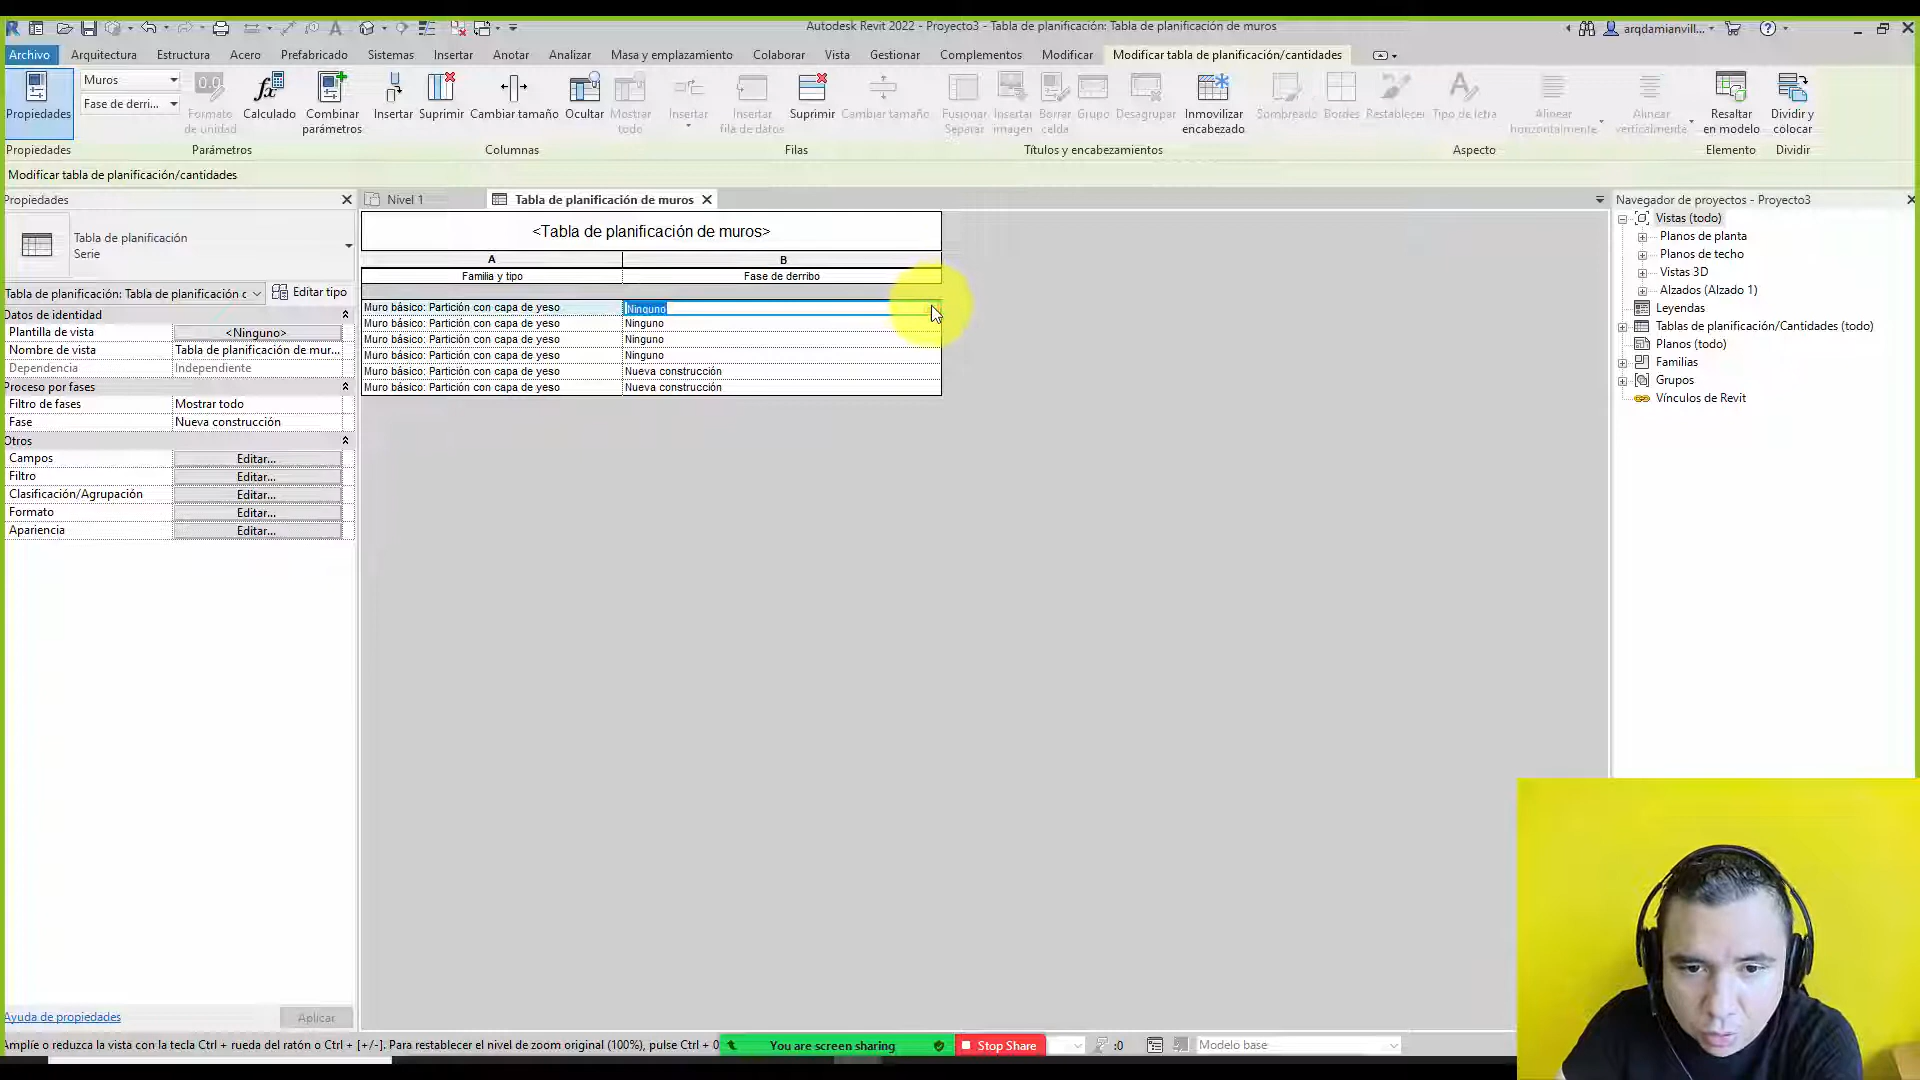 Autodesk Revit 2022 - Proyecto3 - Tabla de planificación: Tabla de planificación de muros
arqdamianvill...
Archivo Arquitectura Estructura Acero Prefabricado Sistemas Insertar Anotar Analizar Masa y emplazamiento Colaborar Vista Gestionar Complementos Modificar Modificar tabla de planificación/cantidades
Propiedades
Muros
Fase de derri...
Formato de unidad
Calculado
Combinar parámetros
Insertar
Suprimir
Cambiar tamaño
Ocultar
Mostrar todo
Insertar
Insertar fila de datos
Suprimir
Cambiar tamaño
Fusionar Separar
Insertar imagen
Borrar celda
Grupo
Desagrupar
Inmovilizar encabezado
Sombreado
Bordes
Restablecer
Tipo de letra
Alinear horizontalmente
Alinear verticalmente
Resaltar en modelo
Dividir y colocar
Propiedades Parámetros Columnas Filas Títulos y encabezamientos Aspecto Elemento Dividir
Modificar tabla de planificación/cantidades
Propiedades
Tabla de planificación
Serie
Tabla de planificación: Tabla de planificación c
Editar tipo
Datos de identidad
Plantilla de vista <Ninguno>
Nombre de vista Tabla de planificación de mur...
Dependencia Independiente
Proceso por fases
Filtro de fases Mostrar todo
Fase Nueva construcción
Otros
Campos Editar...
Filtro Editar...
Clasificación/Agrupación Editar...
Formato Editar...
Apariencia Editar...
Ayuda de propiedades
Aplicar
Nivel 1
Tabla de planificación de muros
<Tabla de planificación de muros>
A B
Familia y tipo Fase de derribo
Muro básico: Partición con capa de yeso Ninguno
Muro básico: Partición con capa de yeso Ninguno
Muro básico: Partición con capa de yeso Ninguno
Muro básico: Partición con capa de yeso Ninguno
Muro básico: Partición con capa de yeso Nueva construcción
Muro básico: Partición con capa de yeso Nueva construcción
Navegador de proyectos - Proyecto3
Vistas (todo)
Planos de planta
Planos de techo
Vistas 3D
Alzados (Alzado 1)
Leyendas
Tablas de planificación/Cantidades (todo)
Planos (todo)
Familias
Grupos
Vínculos de Revit
Amplíe o reduzca la vista con la tecla Ctrl + rueda del ratón o Ctrl + [+/-]. Para restablecer el nivel de zoom original (100%), pulse Ctrl + 0
You are screen sharing
Stop Share
:0
Modelo base